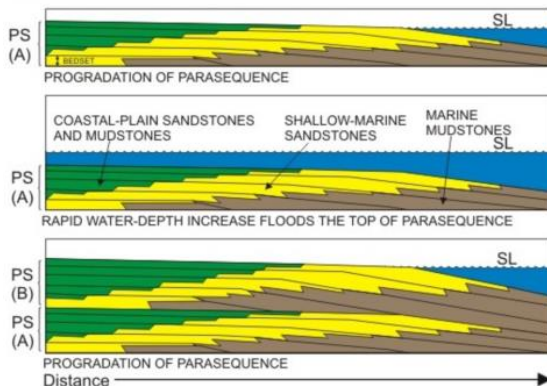 SL
PS
(A)
BEDSET
PROGRADATION OF PARASEQUENCE
COASTAL-PLAIN SANDSTONES
AND MUDSTONES
SHALLOW-MARINE
SANDSTONES
MARINE
MUDSTONES
SL
PS
(A)
RAPID WATER-DEPTH INCREASE FLOODS THE TOP OF PARASEQUENCE
SL
PS
(B)
PS
(A)
PROGRADATION OF PARASEQUENCE
Distance